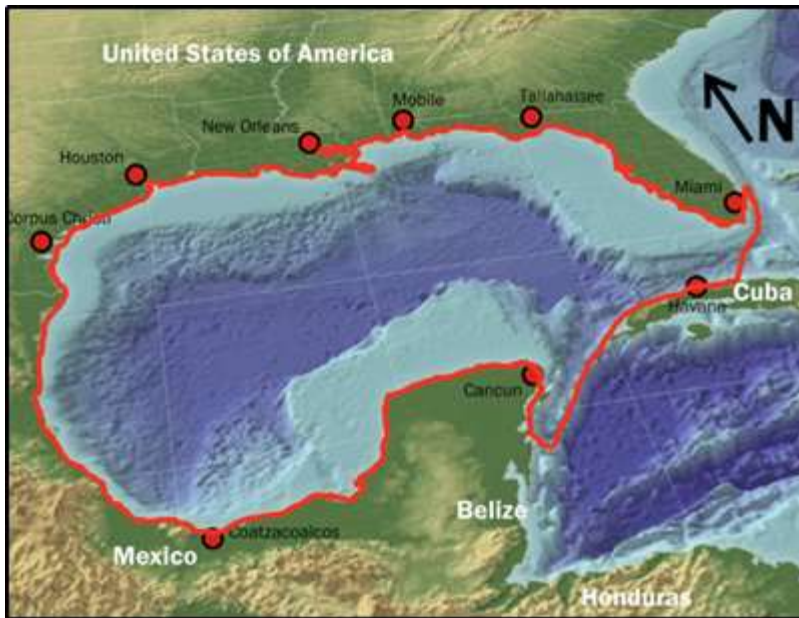 United States of America
Mobile
Tallahassee
New Orleans
N
Houston
Miami
Corpus Christi
Cuba
Havana
Cancun
Belize
Coatzacoalcos
Mexico
Honduras